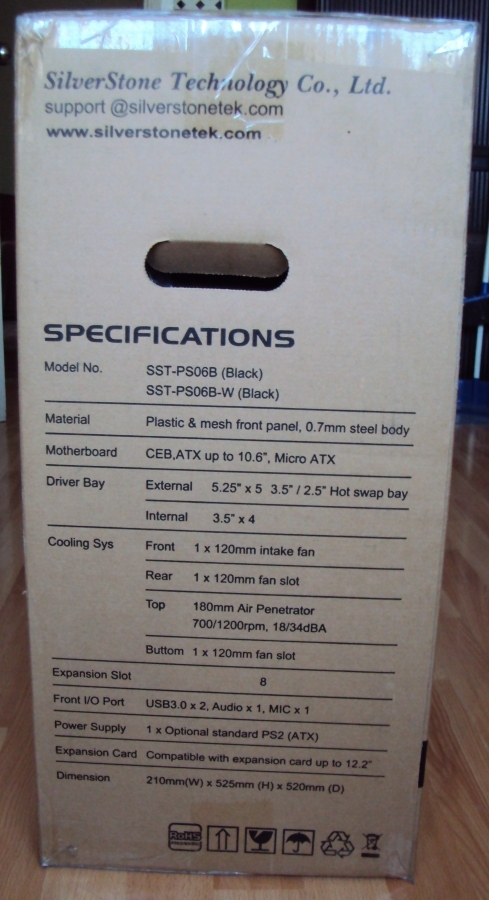 SilverStone Technology Co., Ltd.
support @silverstonetek.com
www.silverstonetek.com
SPECIFICATIONS
Model No. SST-PS06B (Black)
SST-PS06B-W (Black)
Material Plastic & mesh front panel, 0.7mm steel body
Motherboard CEB,ATX up to 10.6", Micro ATX
Driver Bay External 5.25" x 5 3.5" / 2.5" Hot swap bay
Internal 3.5" x 4
Cooling Sys Front 1 x 120mm intake fan
Rear 1 x 120mm fan slot
Top 180mm Air Penetrator
700/1200rpm, 18/34dBA
Buttom 1 x 120mm fan slot
Expansion Slot 8
Front I/O Port USB3.0 x 2, Audio x 1, MIC x 1
Power Supply 1 x Optional standard PS2 (ATX)
Expansion Card Compatible with expansion card up to 12.2"
Dimension 210mm(W) x 525mm (H) x 520mm (D)
RoHS